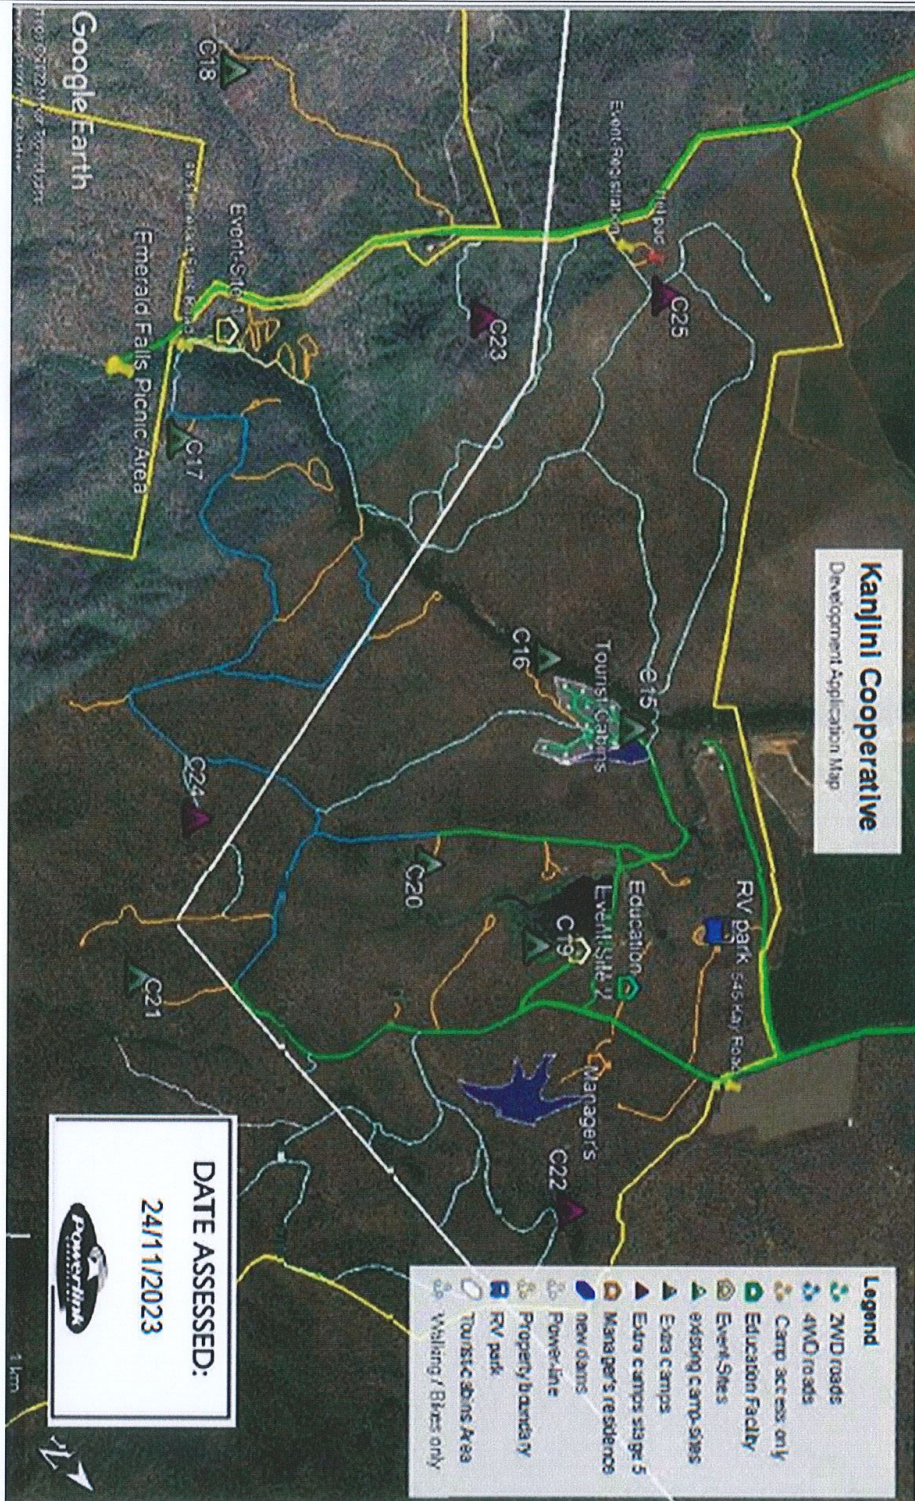 Kanjini Cooperative
Development Application Map
Legend
2WD roads
4WD roads
Camp access only
Education Facility
Event Sites
existing camp-sites
Extra camps
Extra camps stage 5
Manager's residence
new dams
Power-line
Property boundary
RV park
Tourist cabins Area
Walking / Bikes only
C25
Event Registration
C23
C18
Event-Site
C17
Emerald Falls Picnic Area
C15
Tourist Cabins
C16
C24
C20
RV park
545 Kay Road
Education
Event Site 2
C19
C21
Manager's
C22
Google Earth
DATE ASSESSED:
24/11/2023
Powerlink
1 km
N